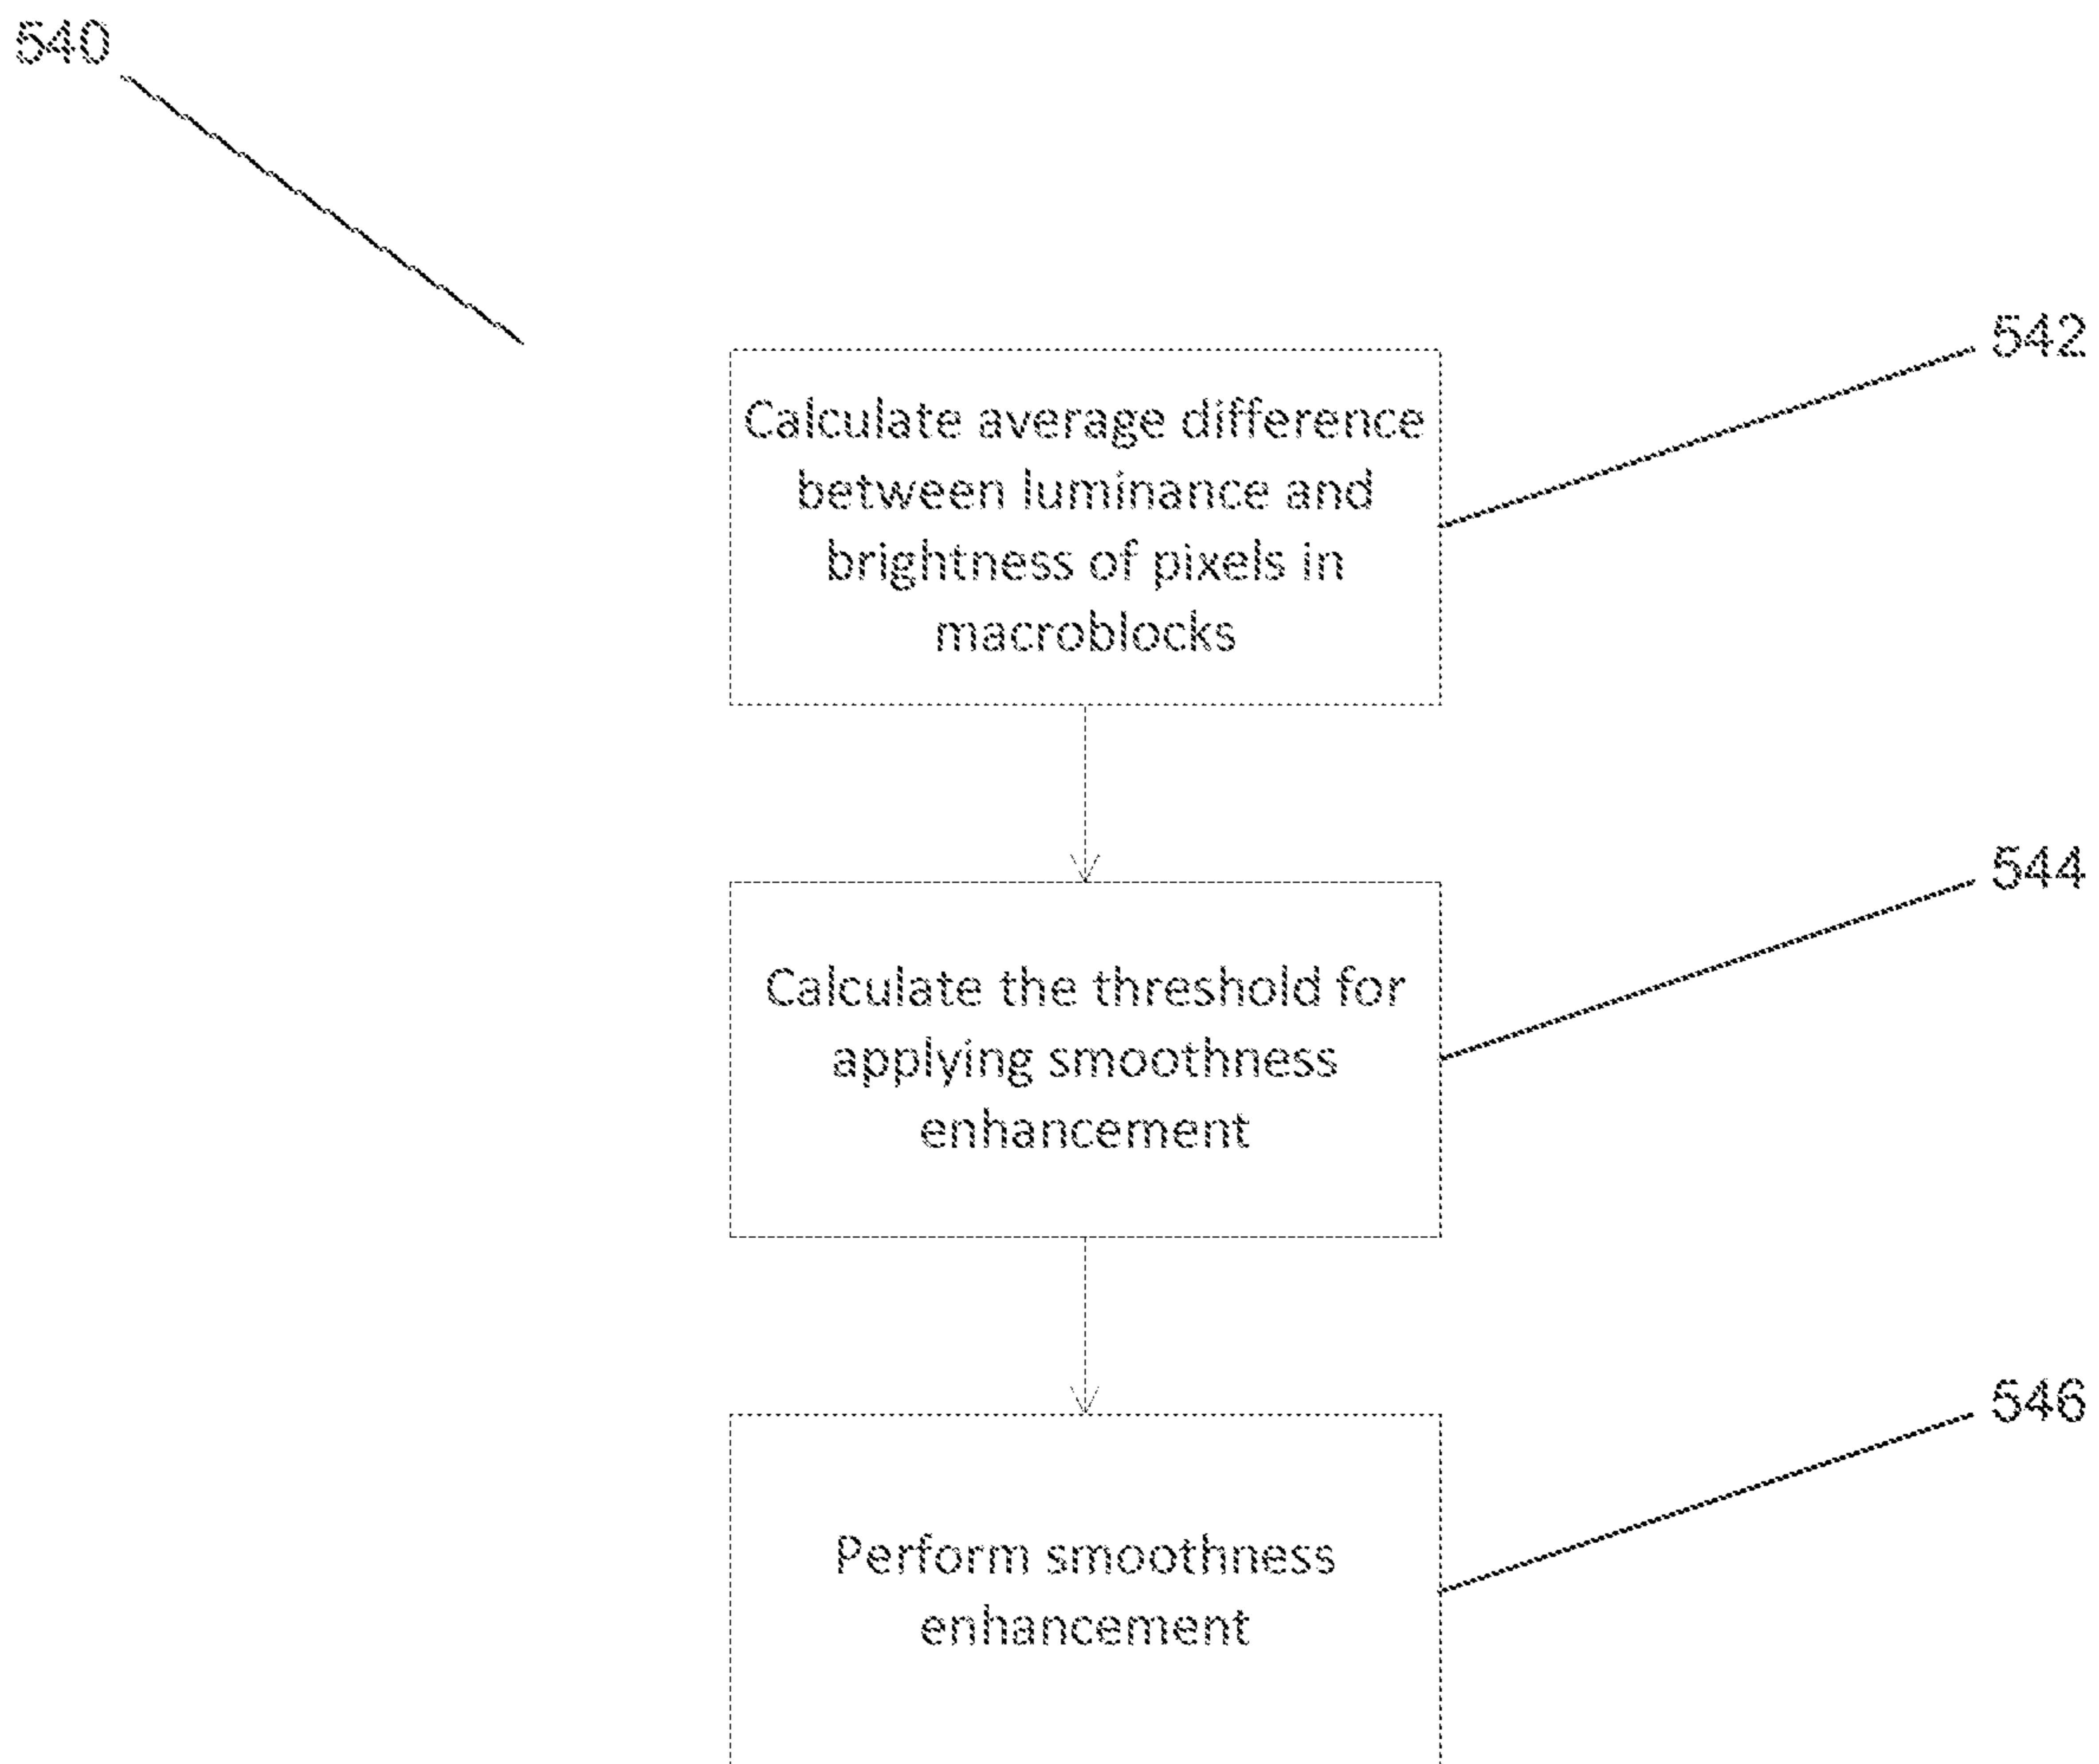 540
542
Calculate average difference
between luminance and
brightness of pixels in
macroblocks
544
Calculate the threshold for
applying smoothness
enhancement
546
Perform smoothness
enhancement